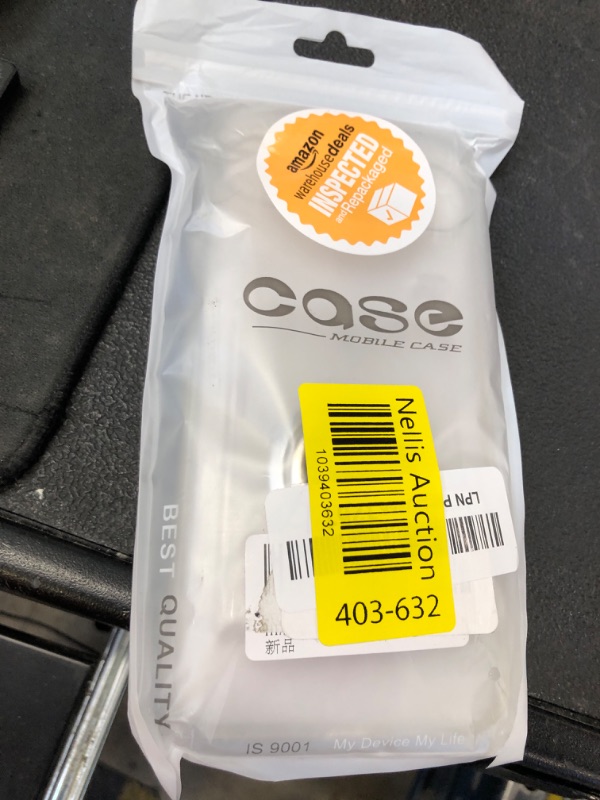 amazon
warehousedeals
INSPECTED
and Repackaged
case
MOBILE CASE
Nellis Auction
1039403632
403-632
LPN
新品
BEST QUALITY
IS 9001
My Device My Life